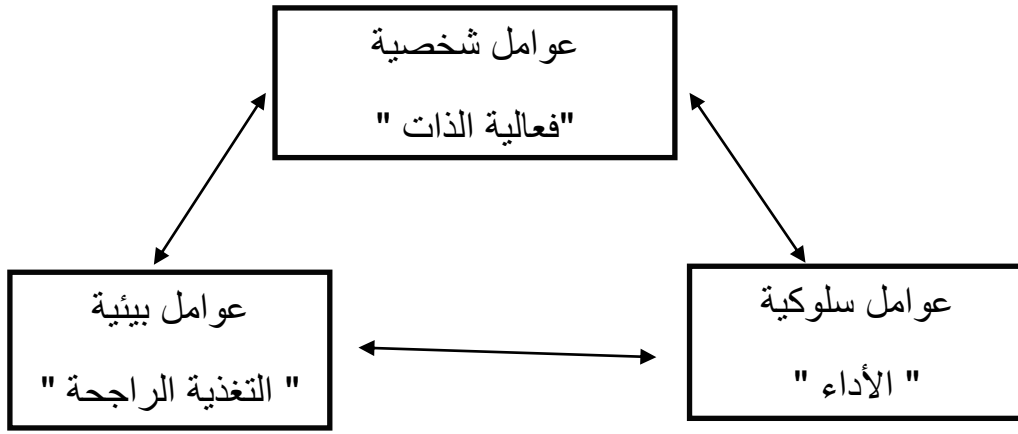 عوامل شخصية
"فعالية الذات "
عوامل سلوكية
" الأداء "
عوامل بيئية
" التغذية الراجحة "